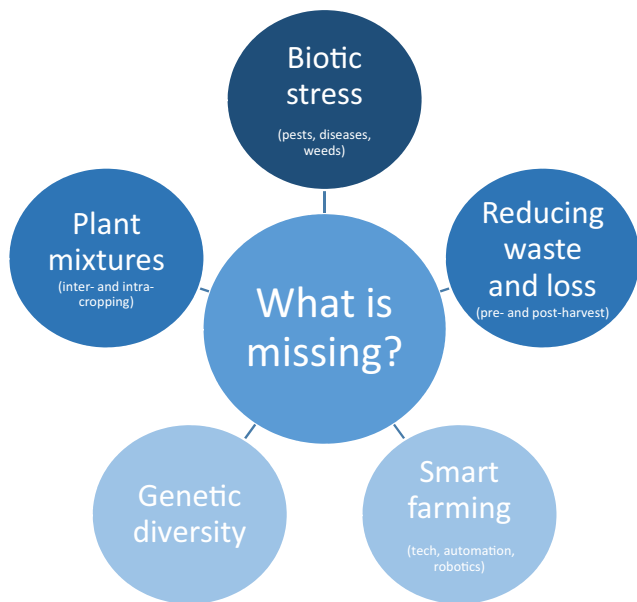 Biotic
stress
(pests, diseases,
weeds)
Plant
mixtures
(inter- and intra-
cropping)
Reducing
waste
and loss
(pre- and post-harvest)
What is
missing?
Genetic
diversity
Smart
farming
(tech, automation,
robotics)